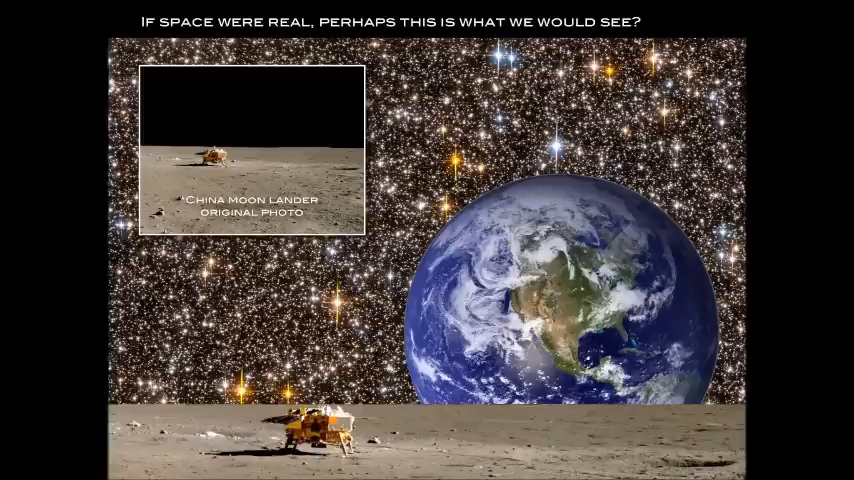 If space were real, perhaps this is what we would see?
*China moon lander
original photo